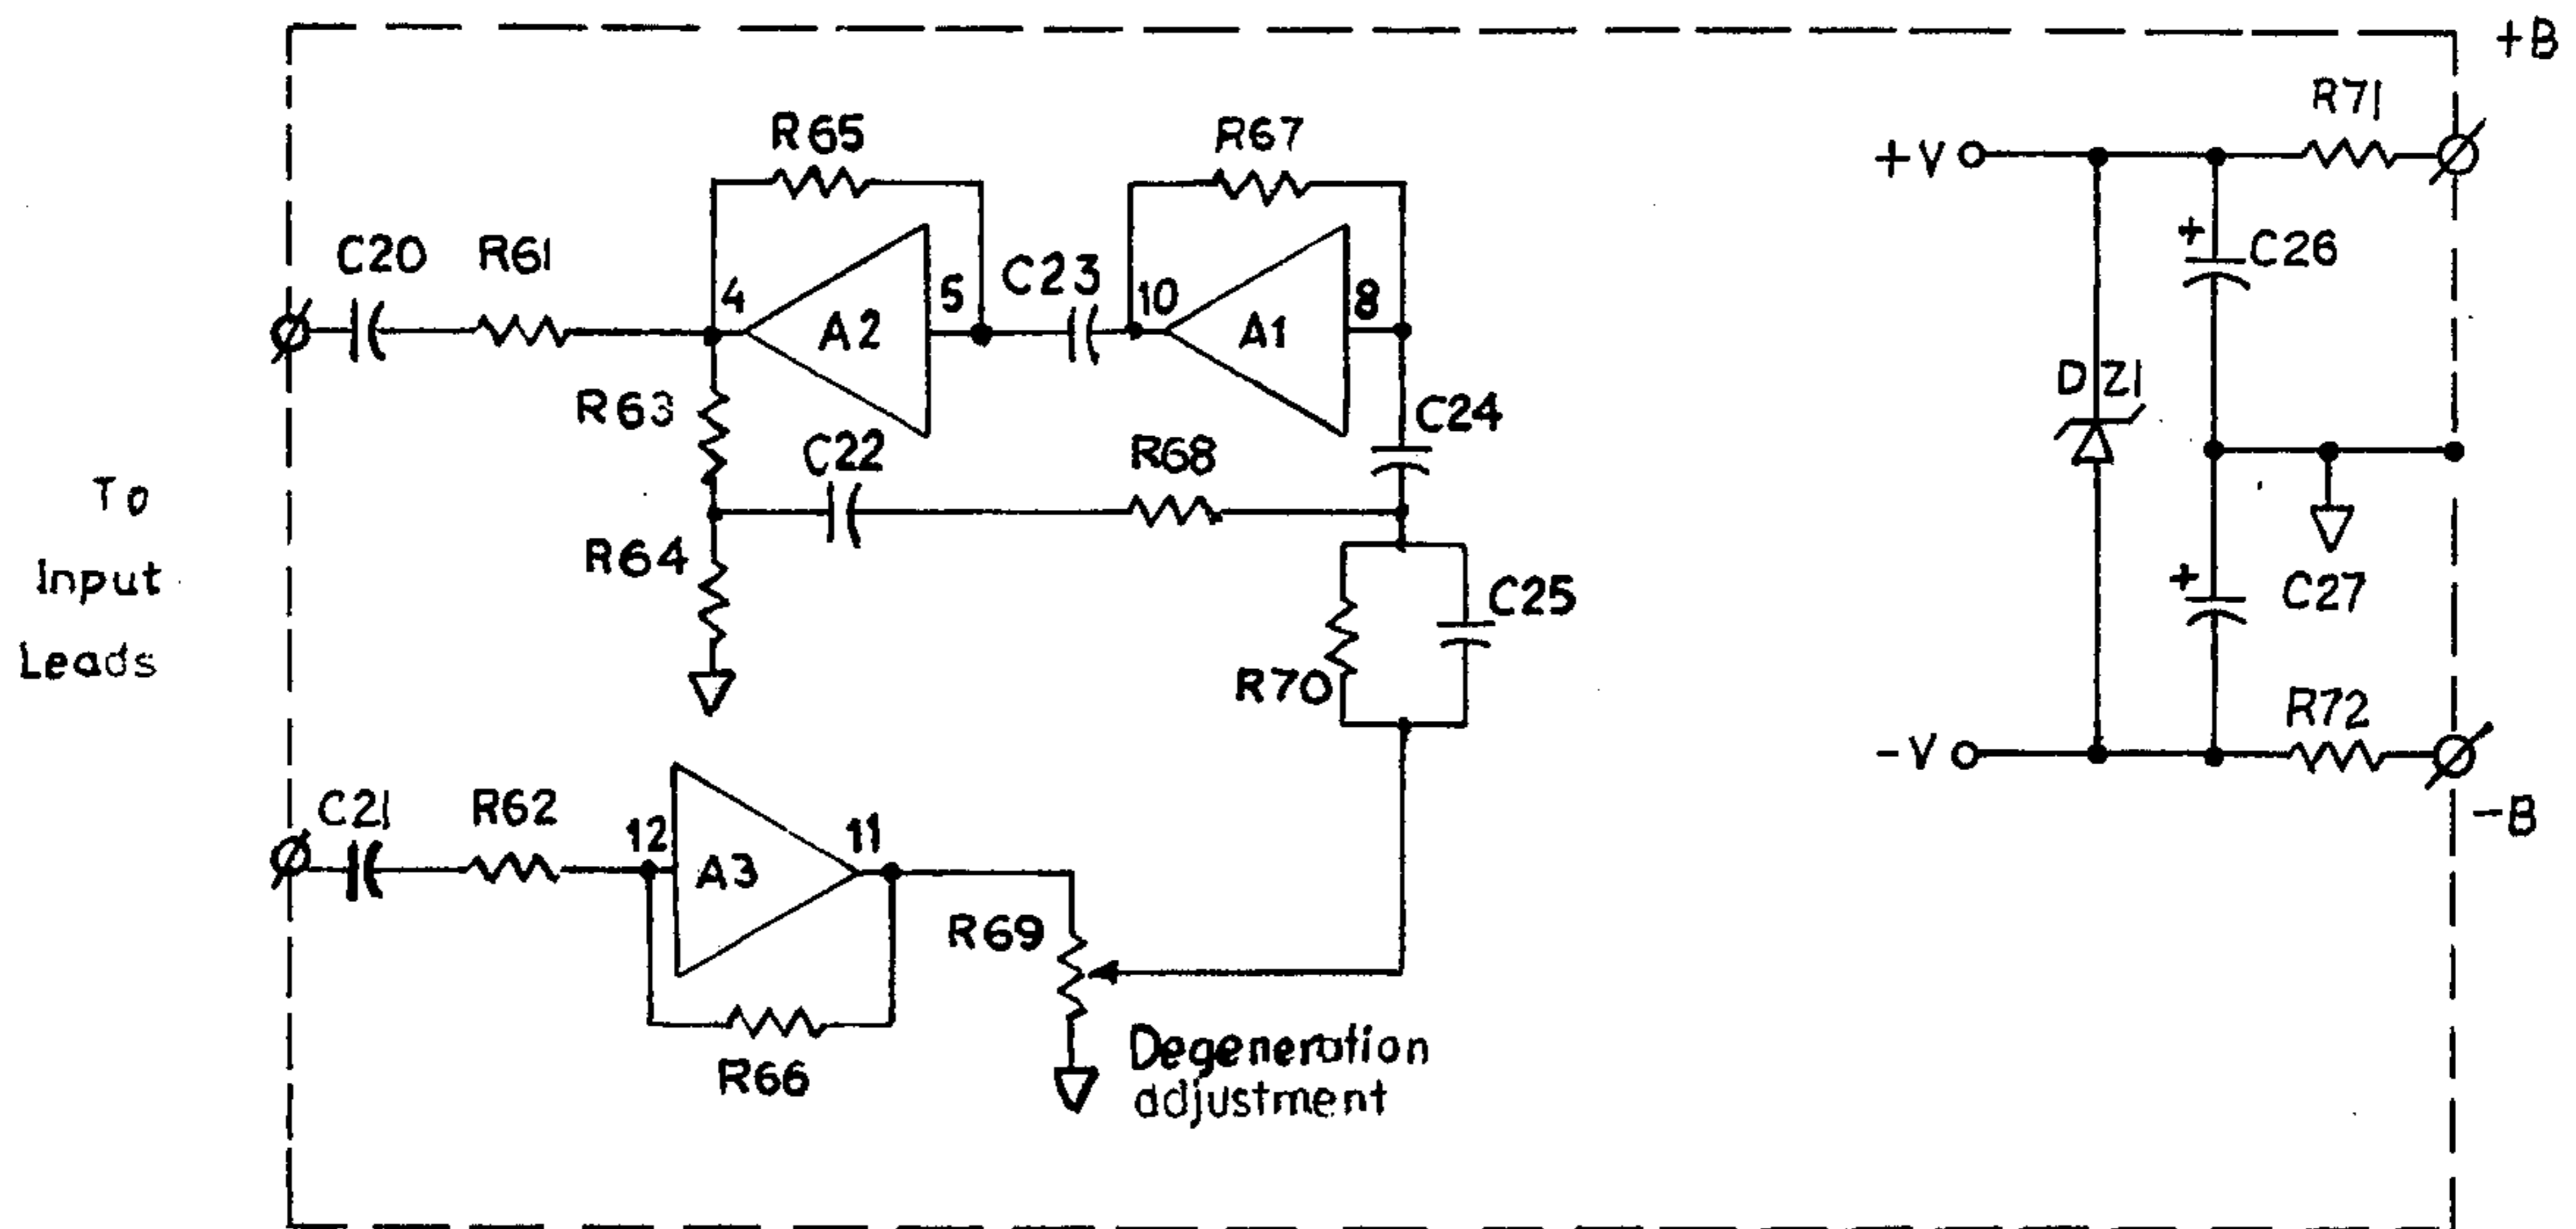 +B
R71
R65
R67
+V
C20
R61
C26
4
5
C23
10
8
A2
A1
DZ1
R63
C24
C22
R68
To
Input
Leads
R64
C25
C27
R70
R72
-V
C21
R62
12
11
-B
A3
R69
Degeneration
adjustment
R66
+
+